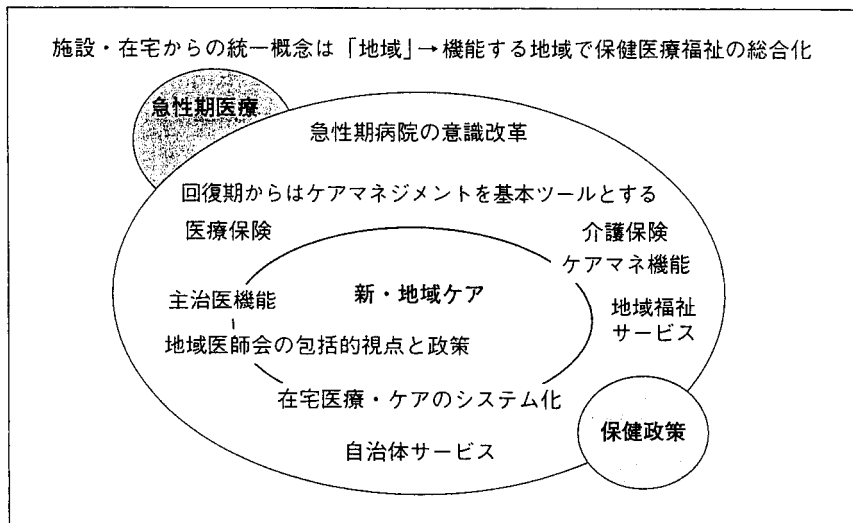 施設・在宅からの統一概念は「地域」→機能する地域で保健医療福祉の総合化
急性期医療
急性期病院の意識改革
回復期からはケアマネジメントを基本ツールとする
医療保険
介護保険
ケアマネ機能
主治医機能
新・地域ケア
地域福祉
サービス
地域医師会の包括的視点と政策
在宅医療・ケアのシステム化
保健政策
自治体サービス